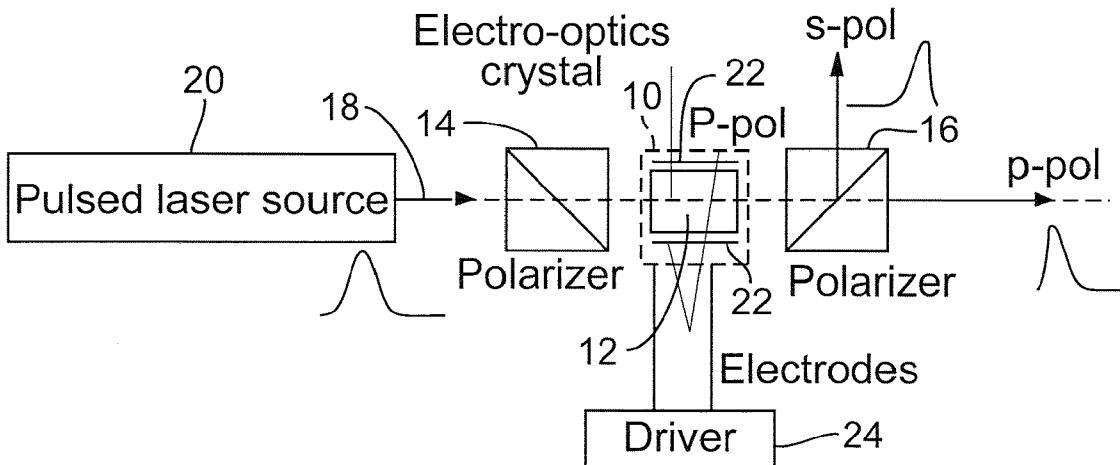 Electro-optics
crystal
s-pol
20
18
14
10
22
P-pol
16
Pulsed laser source
p-pol
Polarizer
22
Polarizer
12
Electrodes
Driver
24